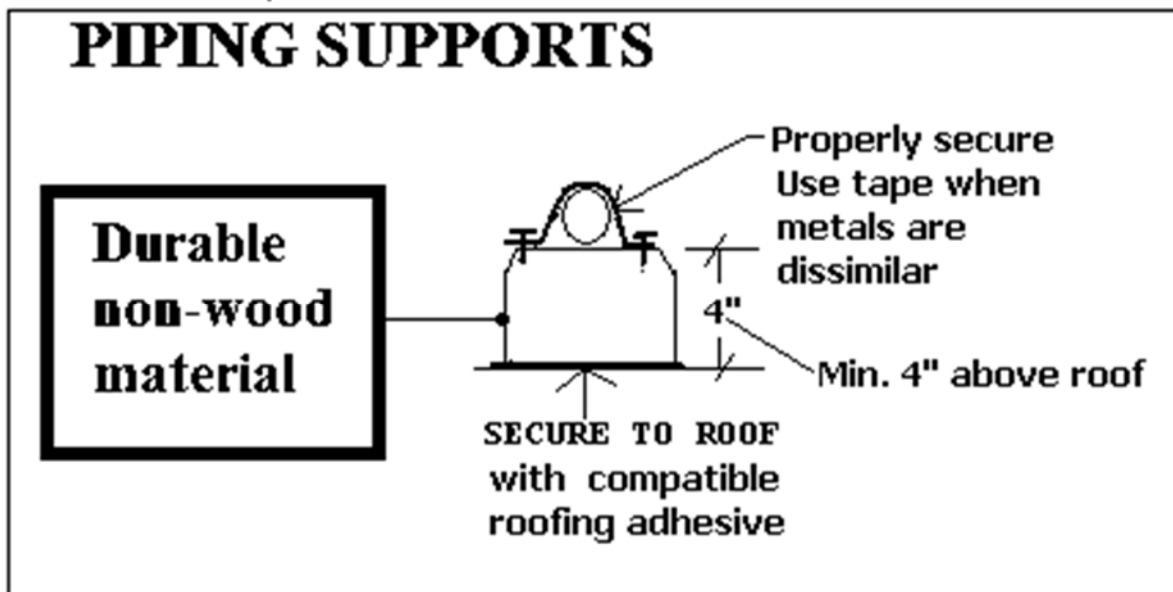 PIPING SUPPORTS
Durable
non-wood
material
Properly secure
Use tape when
metals are
dissimilar
4"
Min. 4" above roof
SECURE TO ROOF
with compatible
roofing adhesive